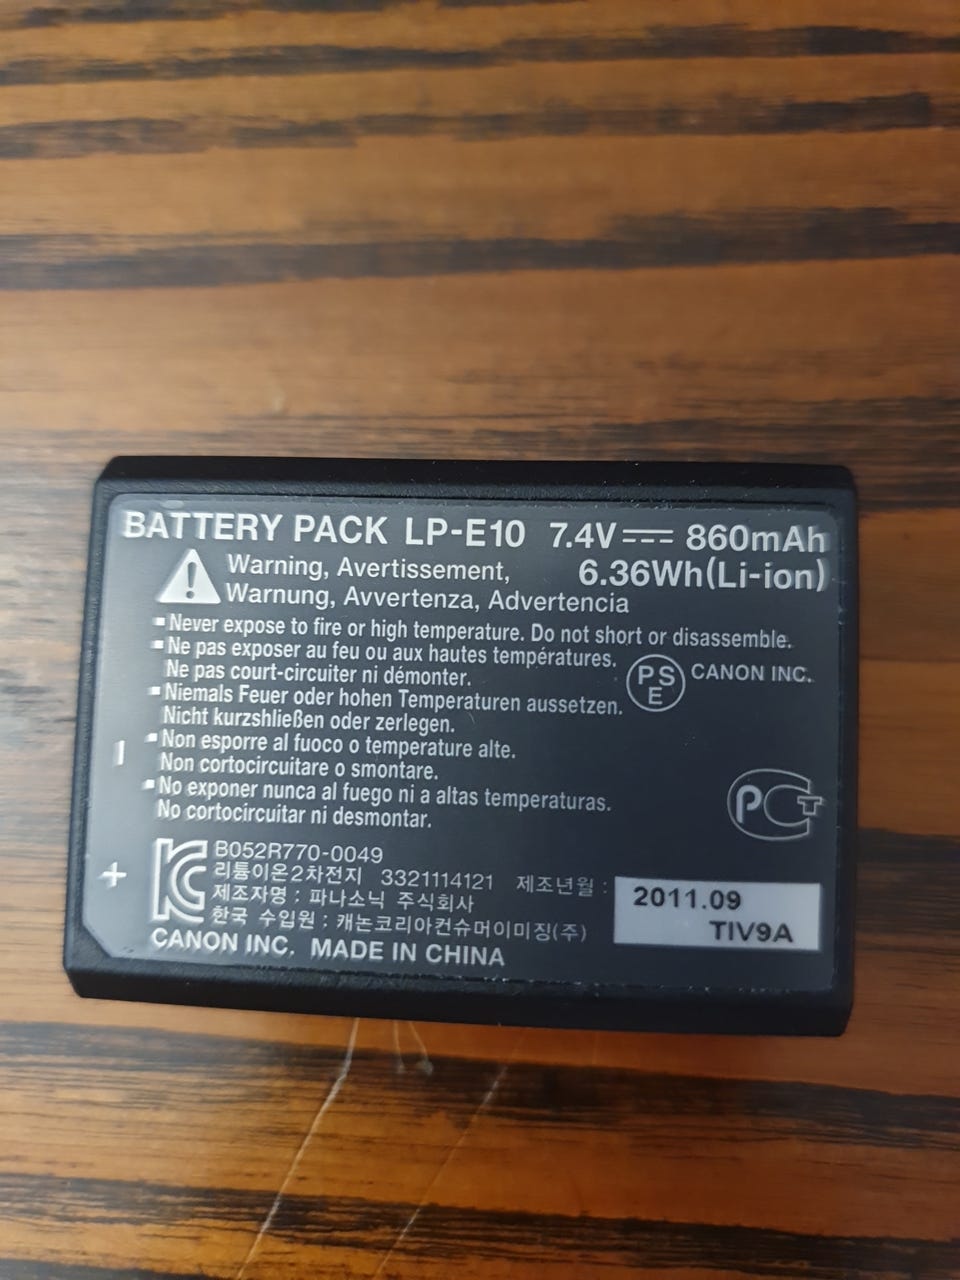 BATTERY PACK LP-E10 7.4V 860mAh
6.36Wh(Li-ion)
Warning, Avertissement,
Warnung, Avvertenza, Advertencia
▪Never expose to fire or high temperature. Do not short or disassemble.
▪Ne pas exposer au feu ou aux hautes températures.
Ne pas court-circuiter ni démonter.
▪Niemals Feuer oder hohen Temperaturen aussetzen.
Nicht kurzshließen oder zerlegen.
▪Non esporre al fuoco o temperature alte.
Non cortocircuitare o smontare.
▪No exponer nunca al fuego ni a altas temperaturas.
No cortocircuitar ni desmontar.
PS
E
CANON INC.
PCT
-
+
KC
B052R770-0049
리튬이온2차전지 3321114121 제조년월 :
제조자명 : 파나소닉 주식회사
한국 수입원 : 캐논코리아컨슈머이미징(주)
2011.09
TIV9A
CANON INC. MADE IN CHINA